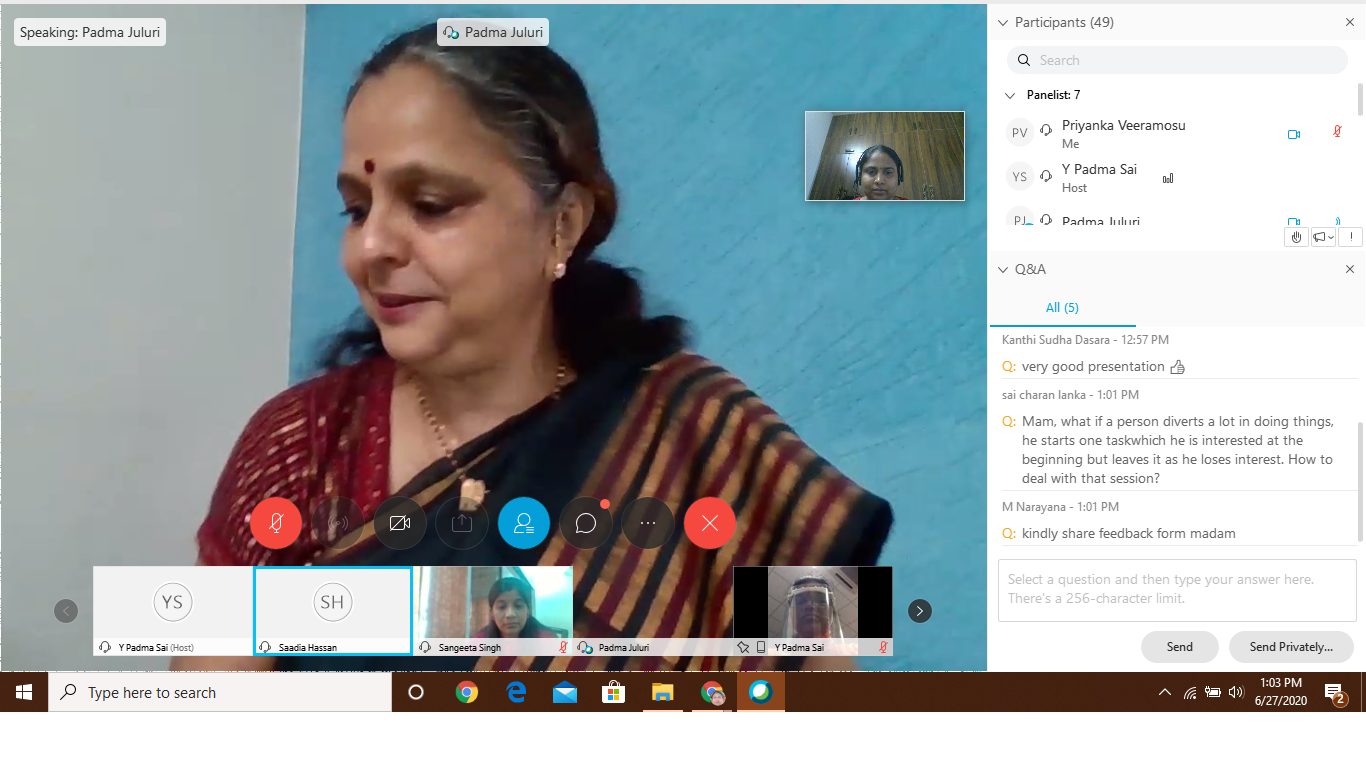 Speaking: Padma Juluri
Padma Juluri
Participants (49)
Search
Panelist: 7
PV
Priyanka Veeramosu
Me
YS
Y Padma Sai
Host
PJ
Padma Juluri
Q&A
All (5)
Kanthi Sudha Dasara - 12:57 PM
Q: very good presentation
sai charan lanka - 1:01 PM
Q: Mam, what if a person diverts a lot in doing things,
he starts one taskwhich he is interested at the
beginning but leaves it as he loses interest. How to
deal with that session?
M Narayana - 1:01 PM
Q: kindly share feedback form madam
Select a question and then type your answer here.
There's a 256-character limit.
Send
Send Privately...
YS
Y Padma Sai (Host)
SH
Saadia Hassan
Sangeeta Singh
Padma Juluri
Y Padma Sai
Type here to search
1:03 PM
6/27/2020
2